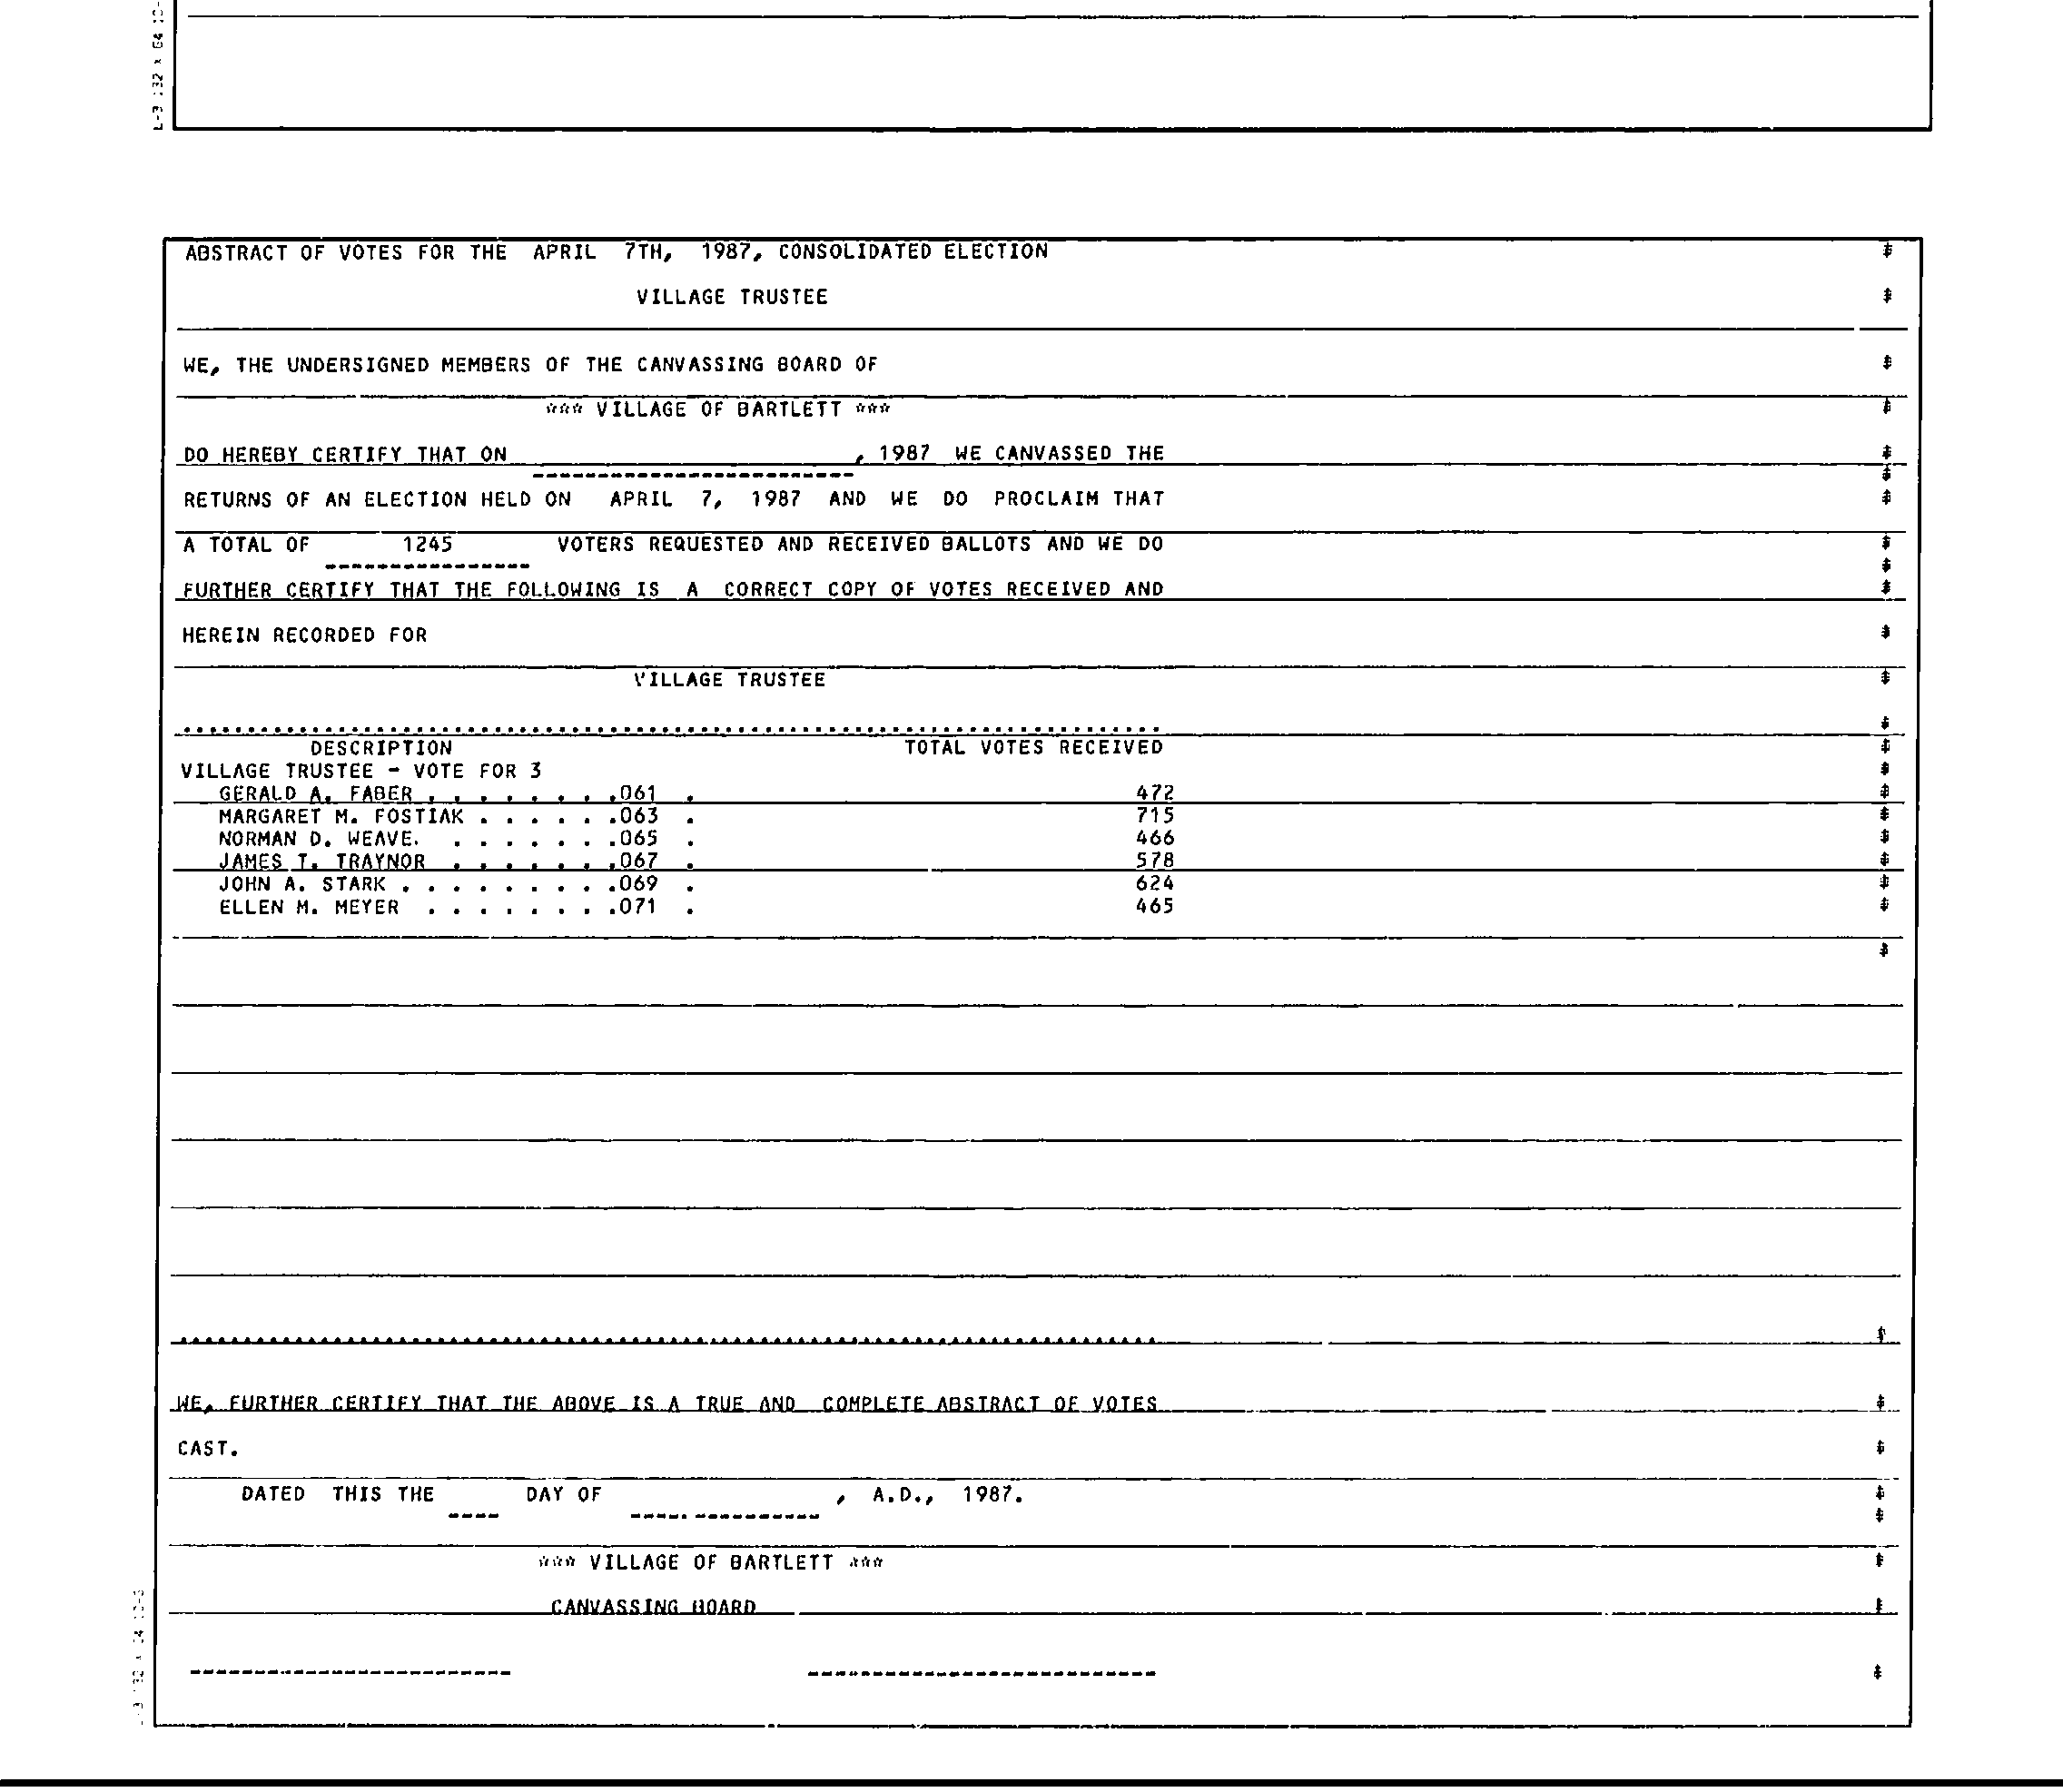 ABSTRACT OF VOTES FOR THE APRIL 7TH, 1987, CONSOLIDATED ELECTION
VILLAGE TRUSTEE
WE, THE UNDERSIGNED MEMBERS OF THE CANVASSING BOARD OF
*** VILLAGE OF BARTLETT ***
DO HEREBY CERTIFY THAT ON , 1987 WE CANVASSED THE
RETURNS OF AN ELECTION HELD ON APRIL 7, 1987 AND WE DO PROCLAIM THAT
A TOTAL OF 1245 VOTERS REQUESTED AND RECEIVED BALLOTS AND WE DO
FURTHER CERTIFY THAT THE FOLLOWING IS A CORRECT COPY OF VOTES RECEIVED AND
HEREIN RECORDED FOR
VILLAGE TRUSTEE
DESCRIPTION TOTAL VOTES RECEIVED
VILLAGE TRUSTEE - VOTE FOR 3
GERALD A. FABER . . . . . . . . .061 . 472
MARGARET M. FOSTIAK . . . . . .063 . 715
NORMAN D. WEAVE. . . . . . . .065 . 466
JAMES T. TRAYNOR . . . . . . .067 . 578
JOHN A. STARK . . . . . . . . .069 . 624
ELLEN M. MEYER . . . . . . . .071 . 465
WE, FURTHER CERTIFY THAT THE ABOVE IS A TRUE AND COMPLETE ABSTRACT OF VOTES
CAST.
DATED THIS THE ---- DAY OF , A.D., 1987.
*** VILLAGE OF BARTLETT ***
CANVASSING BOARD